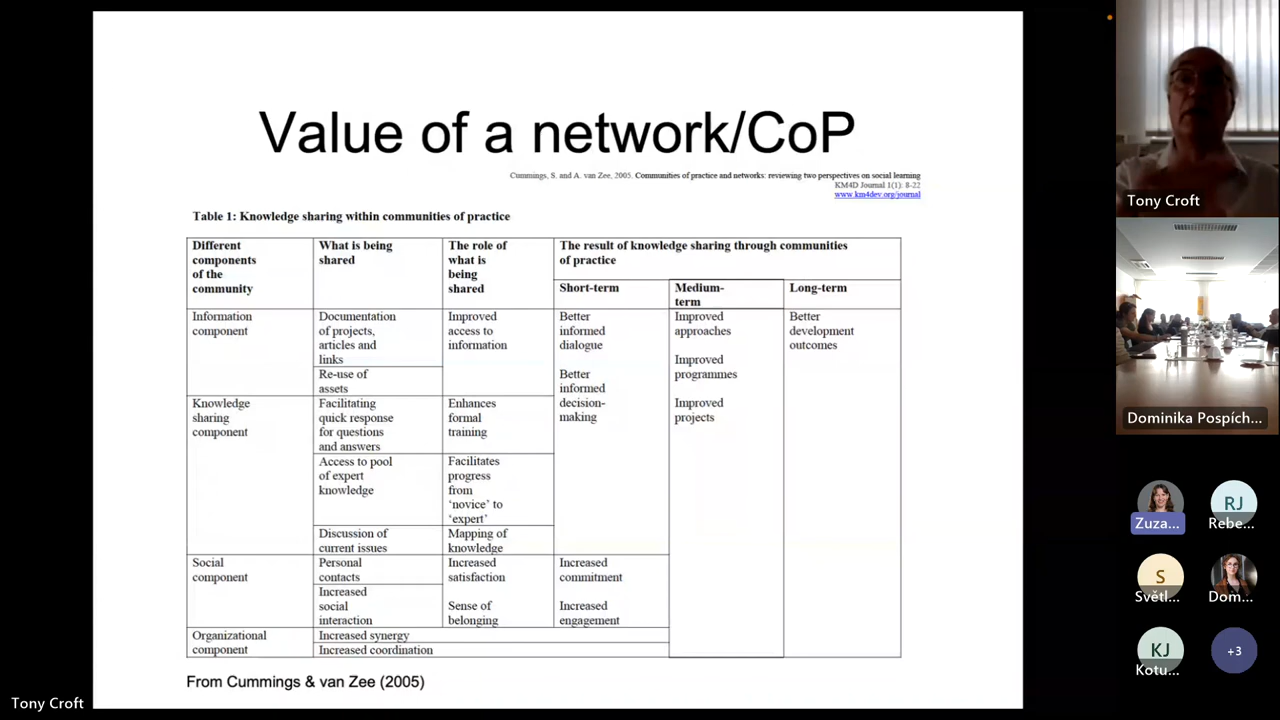 Value of a network/CoP
Cummings, S. and A. van Zee, 2005. Communities of practice and networks: reviewing two perspectives on social learning
KM4D Journal 1(1): 8-22
www.km4dev.org/journal
Table 1: Knowledge sharing within communities of practice
Different
components
of the
community
What is being
shared
The role of
what is
being
shared
The result of knowledge sharing through communities
of practice
Short-term
Medium-
term
Long-term
Information
component
Documentation
of projects,
articles and
links
Re-use of
assets
Improved
access to
information
Better
informed
dialogue
Better
informed
decision-
making
Improved
approaches
Improved
programmes
Improved
projects
Better
development
outcomes
Knowledge
sharing
component
Facilitating
quick response
for questions
and answers
Enhances
formal
training
Access to pool
of expert
knowledge
Facilitates
progress
from
‘novice’ to
‘expert’
Discussion of
current issues
Mapping of
knowledge
Social
component
Personal
contacts
Increased
social
interaction
Increased
satisfaction
Sense of
belonging
Increased
commitment
Increased
engagement
Organizational
component
Increased synergy
Increased coordination
From Cummings & van Zee (2005)
Tony Croft
Tony Croft
Dominika Pospích...
Zuza...
RJ
Rebe...
S
Světl...
Dom...
KJ
Kotu...
+3